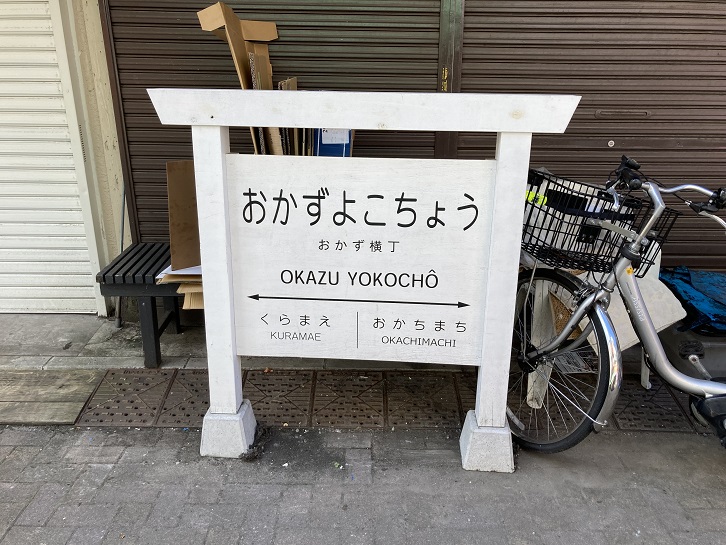 おかずよこちょう
おかず横丁
OKAZU YOKOCHÔ
くらまえ おかちまち
KURAMAE OKACHIMACHI